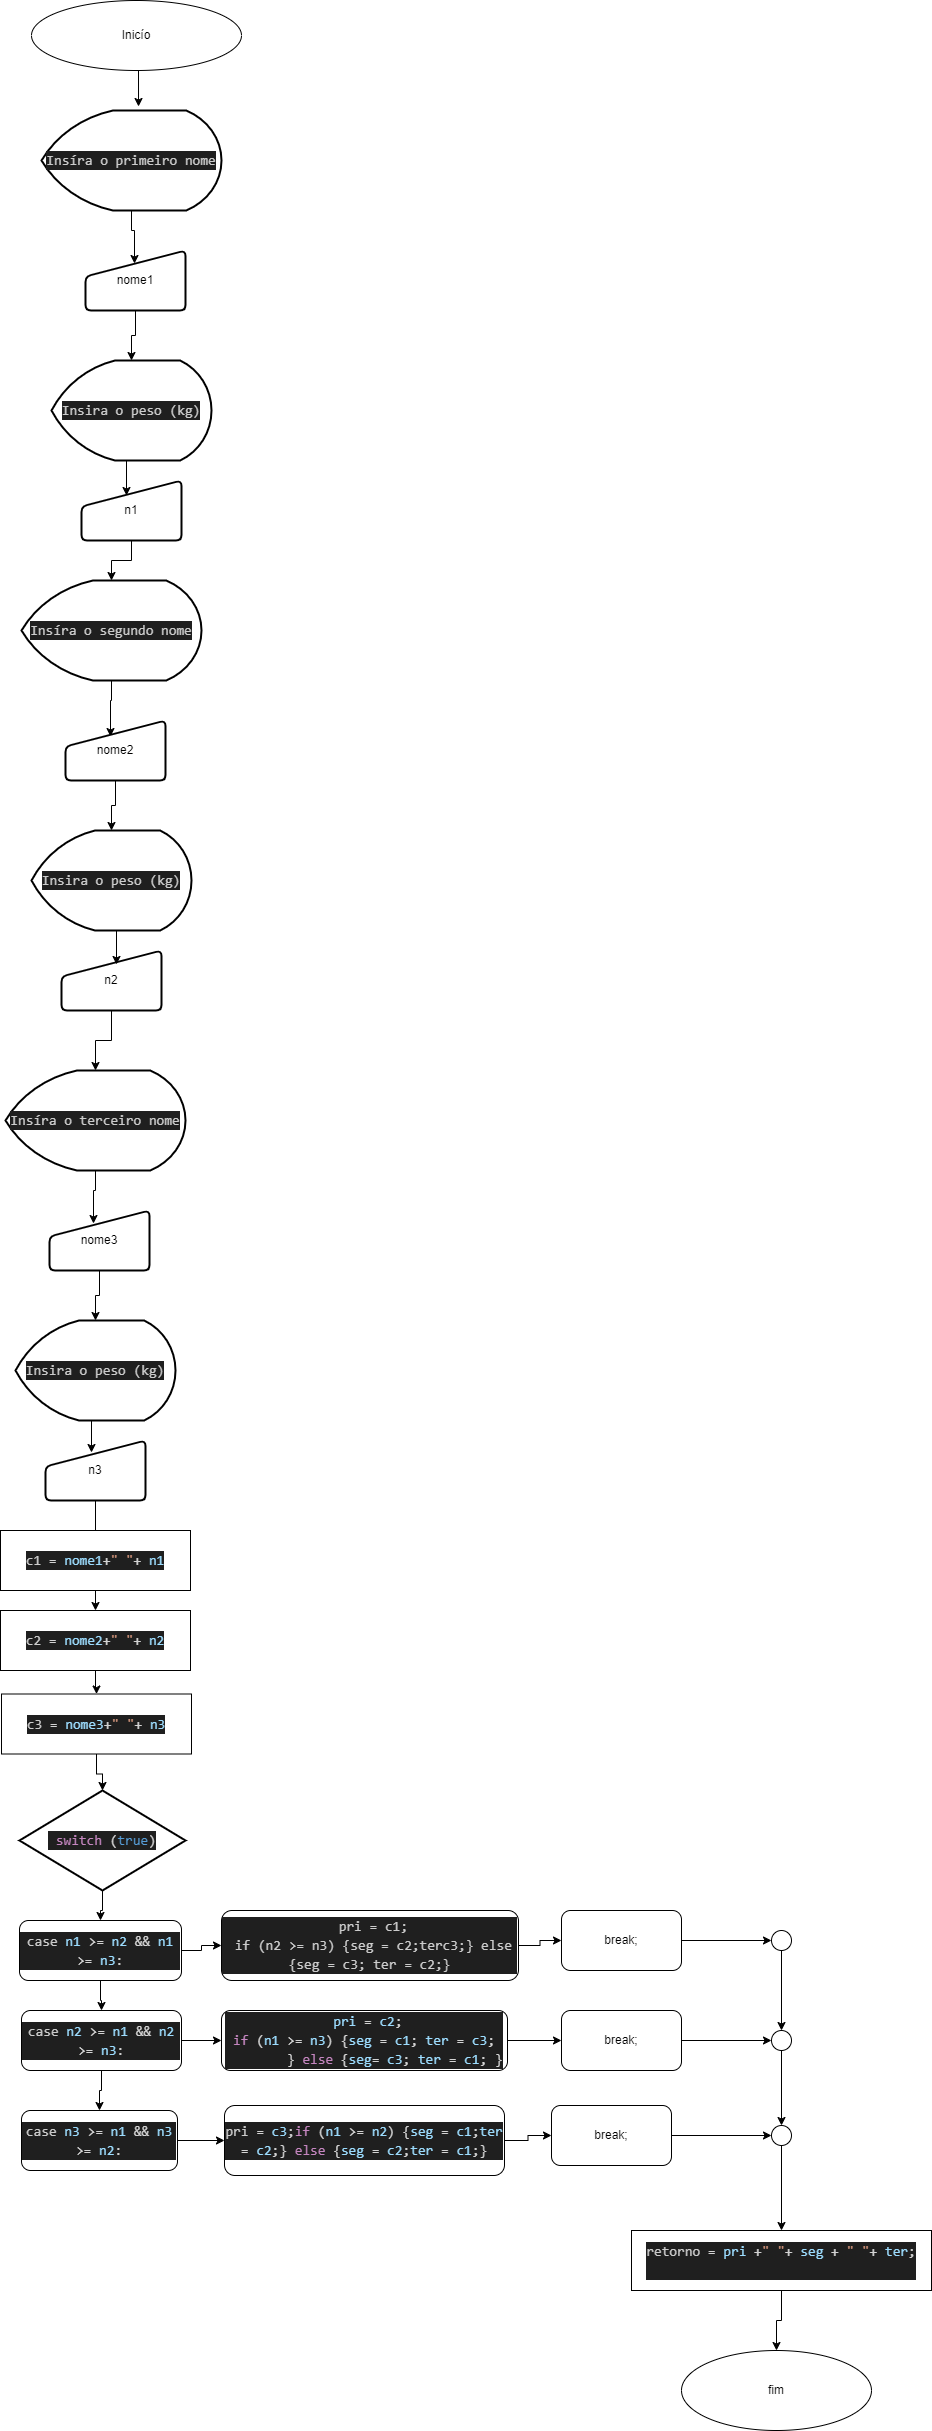 Inicío
Insíra o primeiro nome
nome1
Insira o peso (kg)
n1
Insíra o segundo nome
nome2
Insira o peso (kg)
n2
Insíra o terceiro nome
nome3
Insira o peso (kg)
n3
c1 = nome1+" "+ n1
c2 = nome2+" "+ n2
c3 = nome3+" "+ n3
switch (true)
case n1 >= n2 && n1
>= n3:
pri = c1;
if (n2 >= n3) {seg = c2;terc3;} else
{seg = c3; ter = c2;}
break;
case n2 >= n1 && n2
>= n3:
pri = c2;
if (n1 >= n3) {seg = c1; ter = c3;
} else {seg= c3; ter = c1; }
break;
case n3 >= n1 && n3
>= n2:
pri = c3;if (n1 >= n2) {seg = c1;ter
= c2;} else {seg = c2;ter = c1;}
break;
retorno = pri +" "+ seg + " "+ ter;
fim